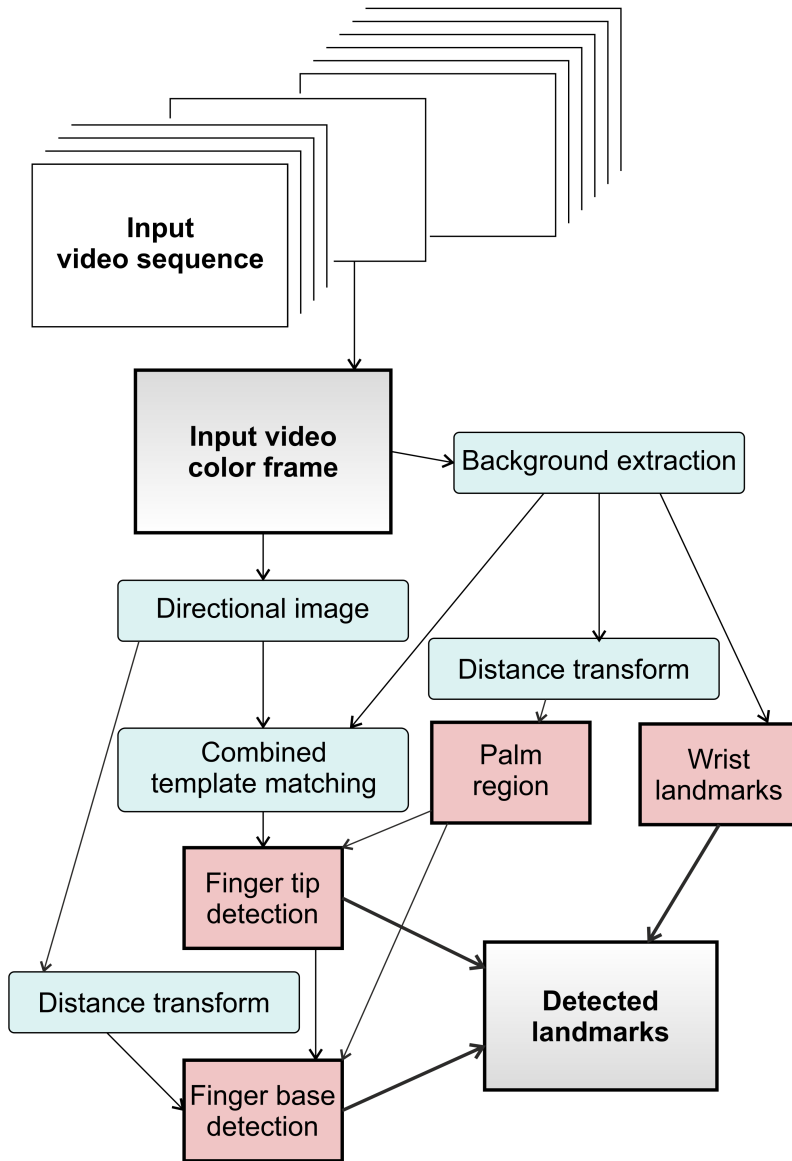 Input
video sequence
Input video
color frame
Background extraction
Directional image
Distance transform
Combined
template matching
Palm
region
Wrist
landmarks
Finger tip
detection
Distance transform
Detected
landmarks
Finger base
detection